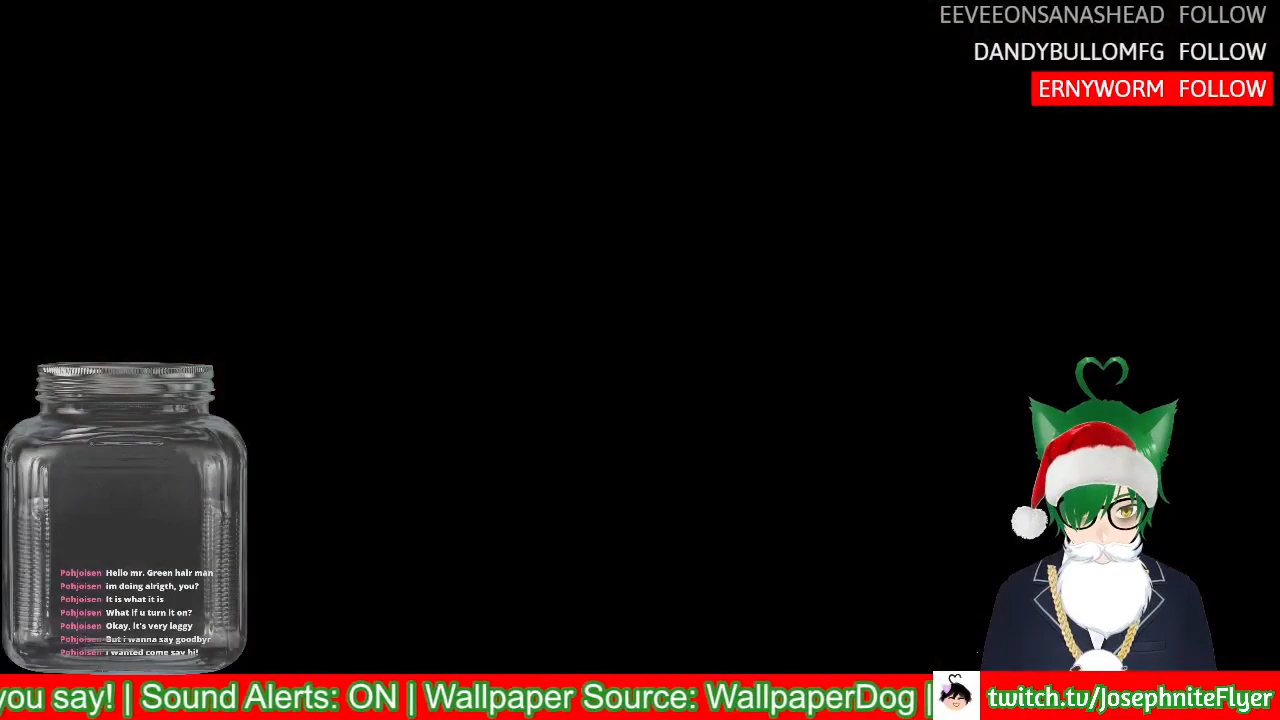 EEVEEONSANASHEAD FOLLOW
DANDYBULLOMFG FOLLOW
ERNYWORM FOLLOW
Pohjoisen Hello mr. Green hair man
Pohjoisen im doing alrigth, you?
Pohjoisen It is what it is
Pohjoisen What if u turn it on?
Pohjoisen Okay, it's very laggy
Pohjoisen But i wanna say goodbyr
Pohjoisen i wanted come say hi!
you say! | Sound Alerts: ON | Wallpaper Source: WallpaperDog |
twitch.tv/JosephniteFlyer